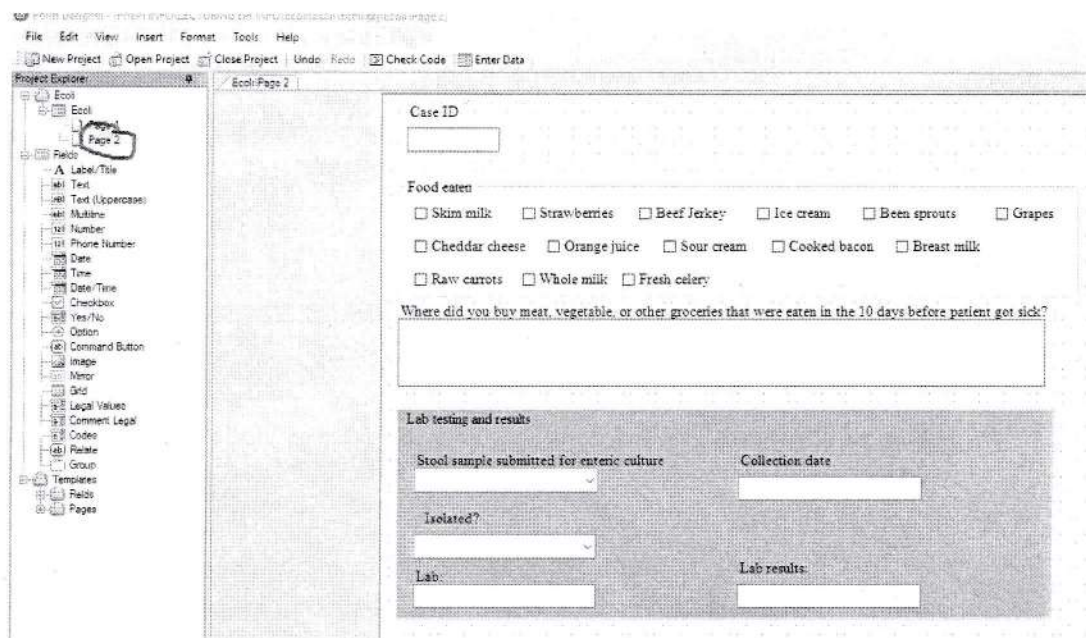 File Edit View Insert Format Tools Help
New Project Open Project Close Project Undo Redo Check Code Enter Data
Project Explorer
Ecoli Page 2
Ecoli
Ecoli
Page 2
Fields
A Label/Title
Text
Text (Uppercase)
Multiline
Number
Phone Number
Date
Time
Date/Time
Checkbox
Yes/No
Option
Command Button
Image
Mirror
Grid
Legal Values
Comment Legal
Codes
Relate
Group
Templates
Fields
Pages
Case ID
Food eaten
Skim milk Strawberries Beef Jerkey Ice cream Been sprouts Grapes
Cheddar cheese Orange juice Sour cream Cooked bacon Breast milk
Raw carrots Whole milk Fresh celery
Where did you buy meat, vegetable, or other groceries that were eaten in the 10 days before patient got sick?
Lab testing and results
Stool sample submitted for enteric culture Collection date
Isolated?
Lab: Lab results: